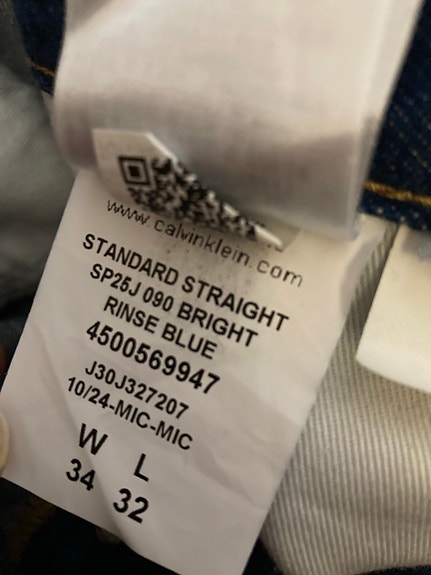 www.calvinklein.com
STANDARD STRAIGHT
SP25J 090 BRIGHT
RINSE BLUE
4500569947
J30J327207
10/24-MIC-MIC
W L
34 32